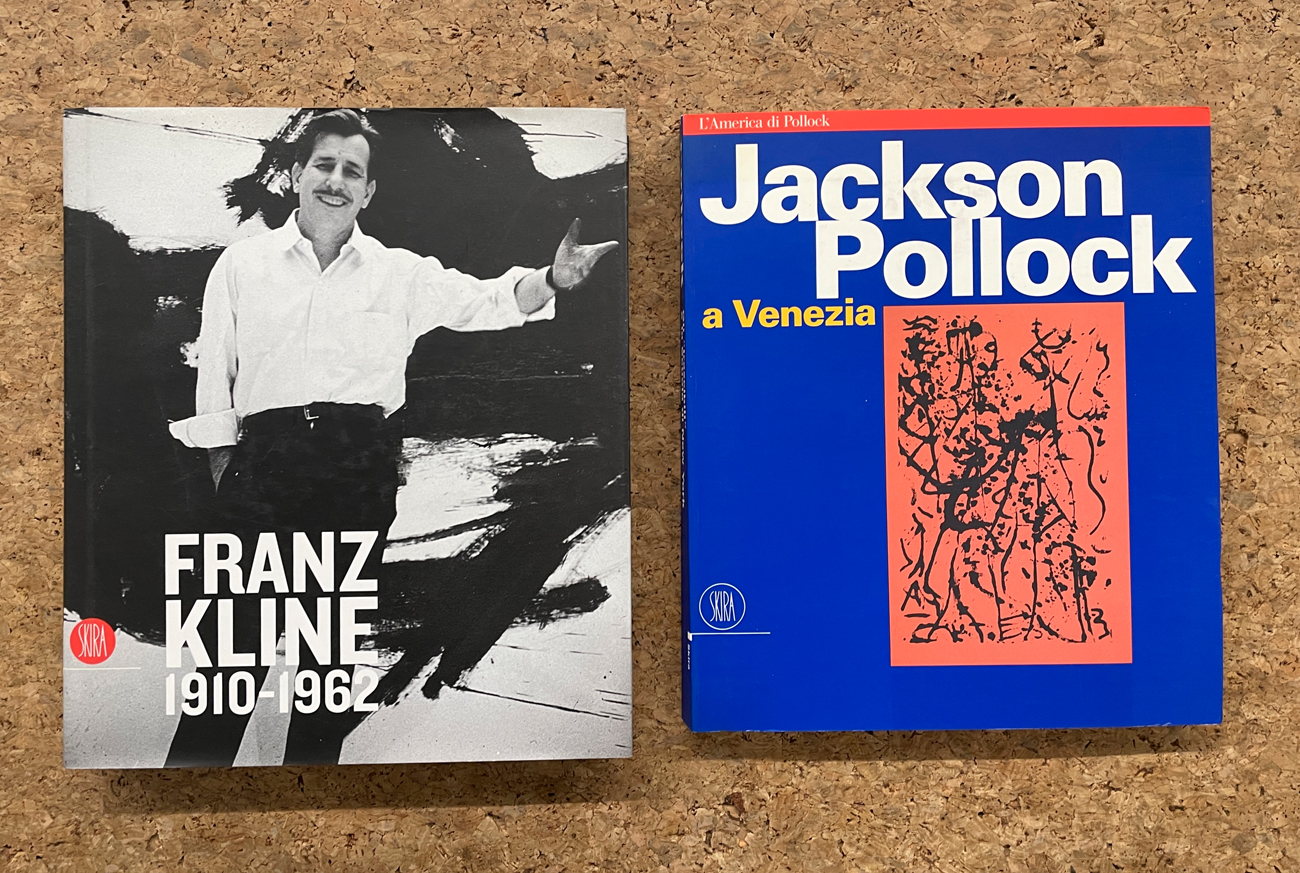 FRANZ
KLINE
1910-1962
SKIRA
L'America di Pollock
Jackson
Pollock
a Venezia
SKIRA